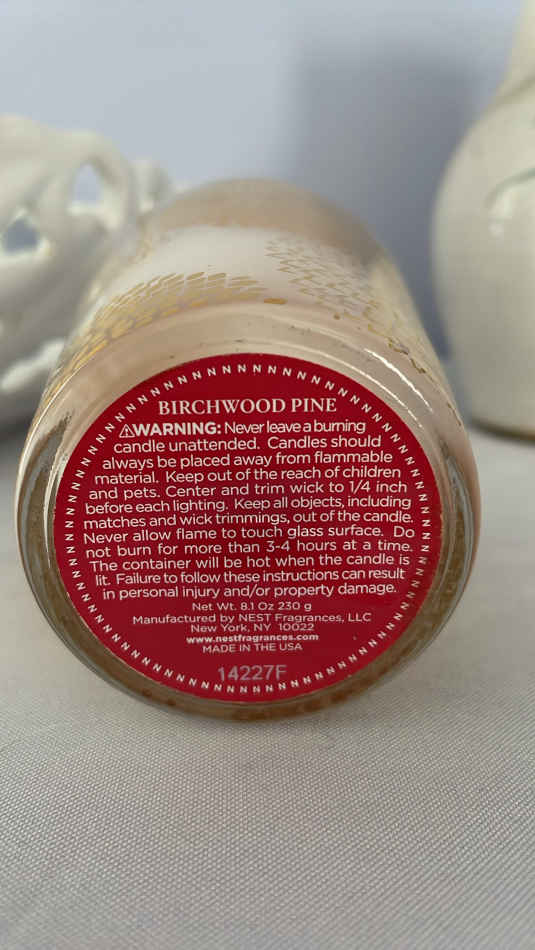 BIRCHWOOD PINE
⚠WARNING: Never leave a burning
candle unattended. Candles should
always be placed away from flammable
material. Keep out of the reach of children
and pets. Center and trim wick to 1/4 inch
before each lighting. Keep all objects, including
matches and wick trimmings, out of the candle.
Never allow flame to touch glass surface. Do
not burn for more than 3-4 hours at a time.
The container will be hot when the candle is
lit. Failure to follow these instructions can result
in personal injury and/or property damage.
Net Wt. 8.1 Oz 230 g
Manufactured by NEST Fragrances, LLC
New York, NY 10022
www.nestfragrances.com
MADE IN THE USA
14227F